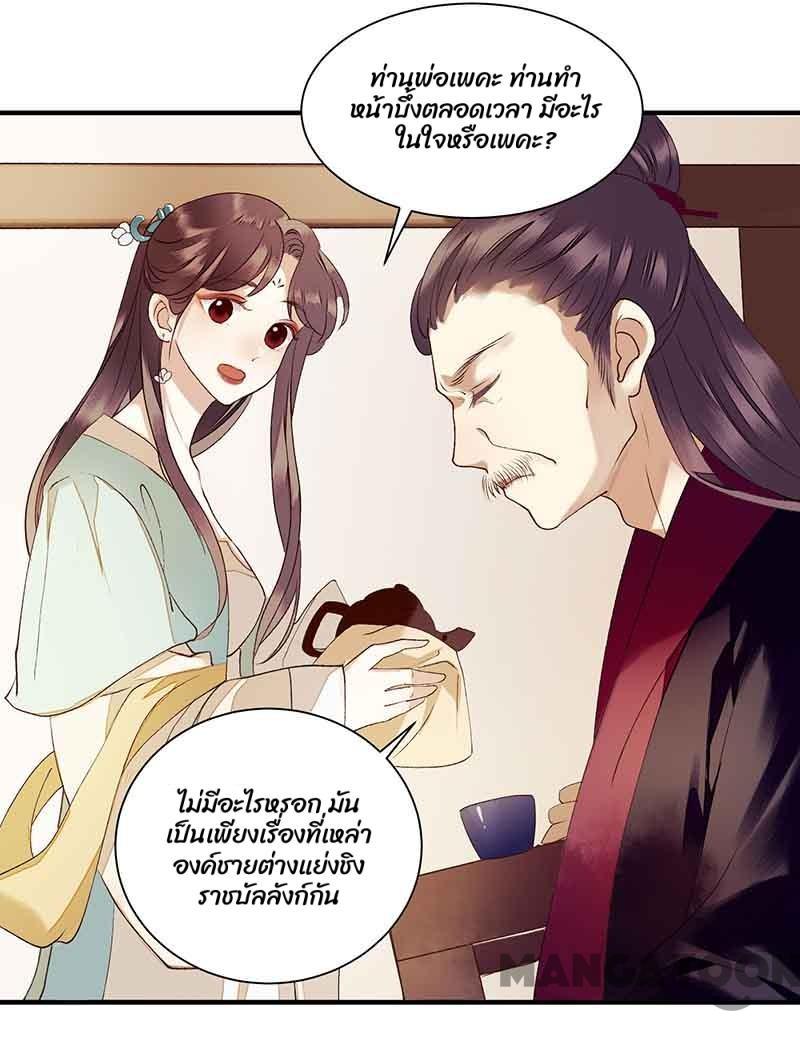 ท่านพ่อเพคะ ท่านทำ
หน้าบึ้งตลอดเวลา มีอะไร
ในใจหรือเพคะ?
ไม่มีอะไรหรอก มัน
เป็นเพียงเรื่องที่เหล่า
องค์ชายต่างแย่งชิง
ราชบัลลังก์กัน
MANGATOON